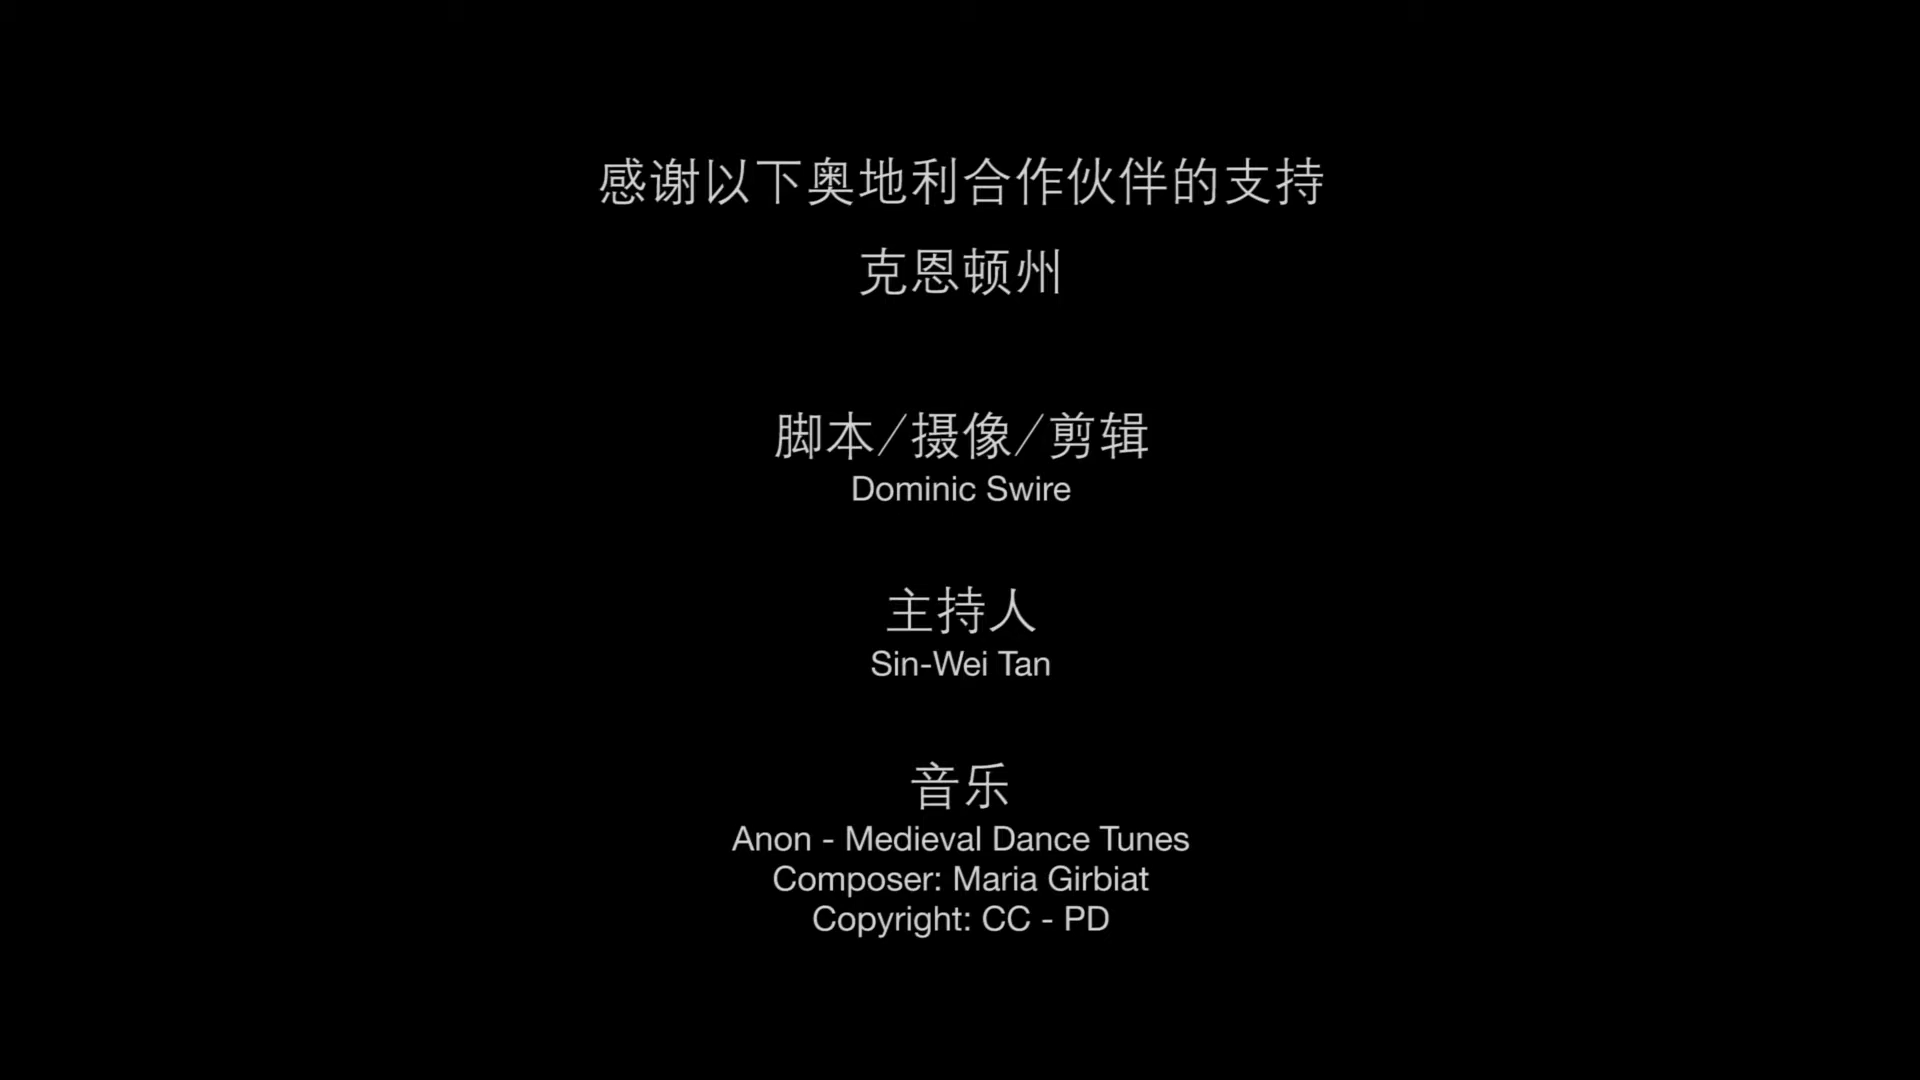 感谢以下奥地利合作伙伴的支持
克恩顿州
脚本/摄像/剪辑
Dominic Swire
主持人
Sin-Wei Tan
音乐
Anon - Medieval Dance Tunes
Composer: Maria Girbiat
Copyright: CC - PD